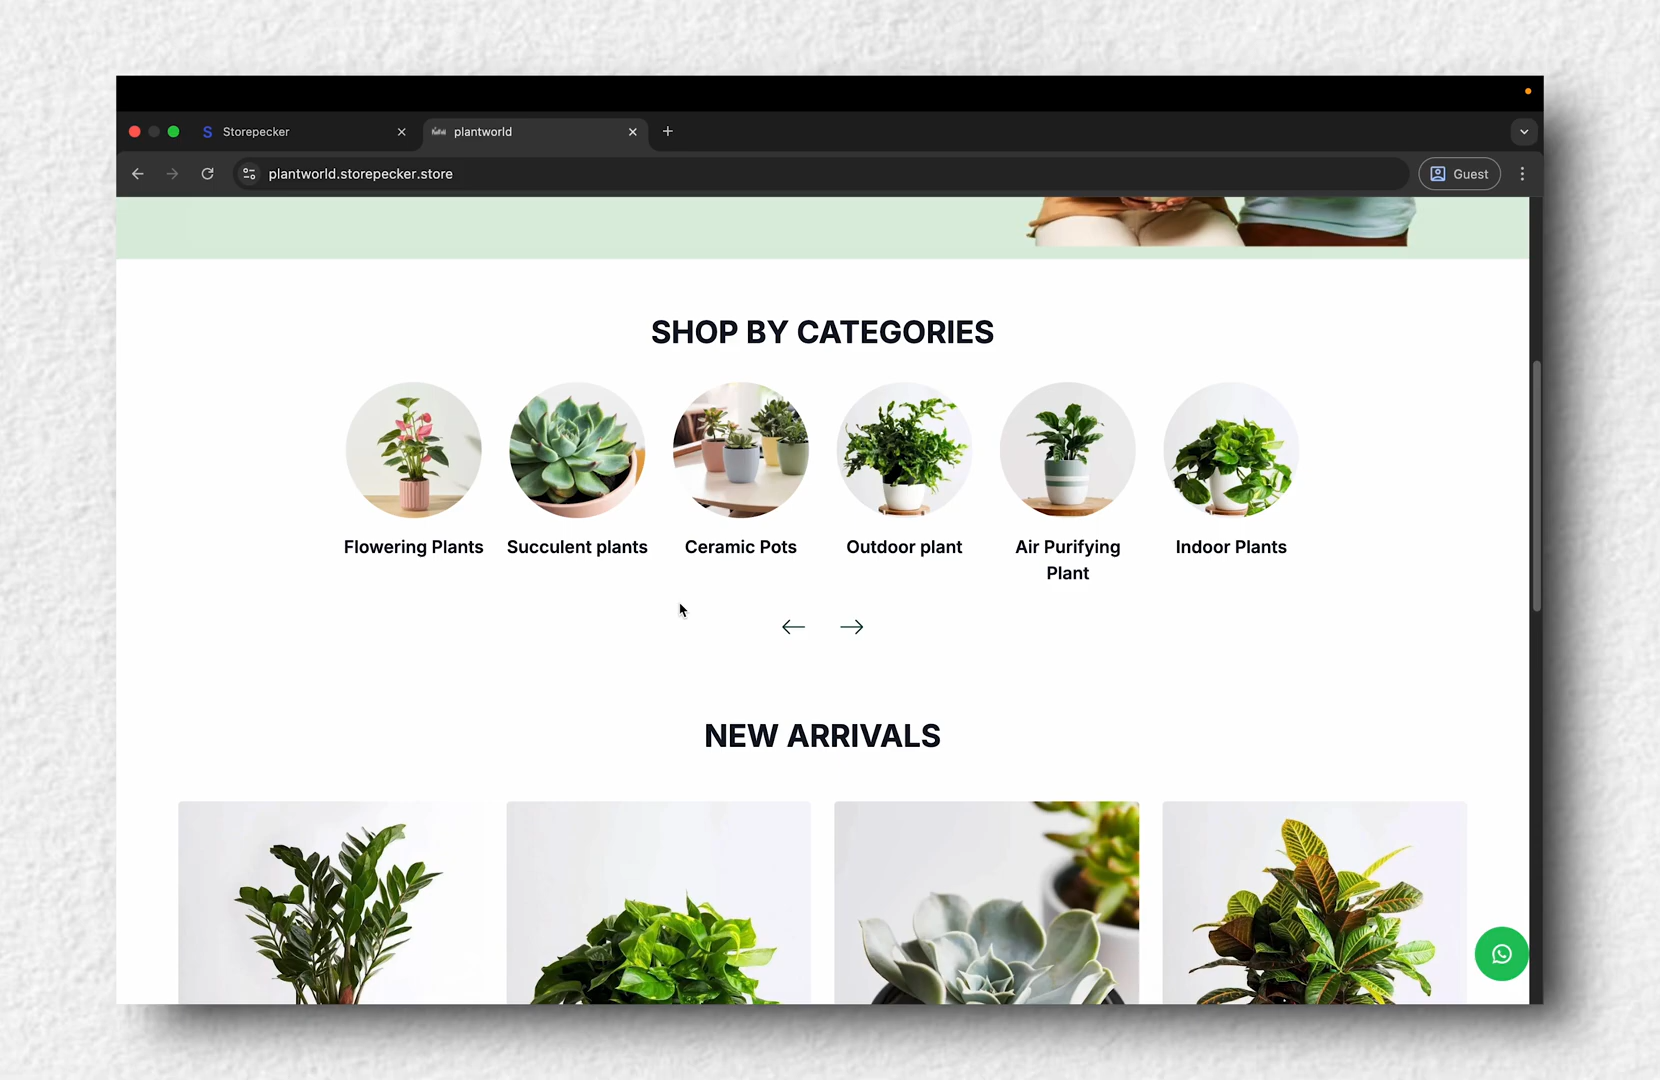 S Storepecker
plantworld
plantworld.storepecker.store
Guest
SHOP BY CATEGORIES
Flowering Plants
Succulent plants
Ceramic Pots
Outdoor plant
Air Purifying
Plant
Indoor Plants
NEW ARRIVALS